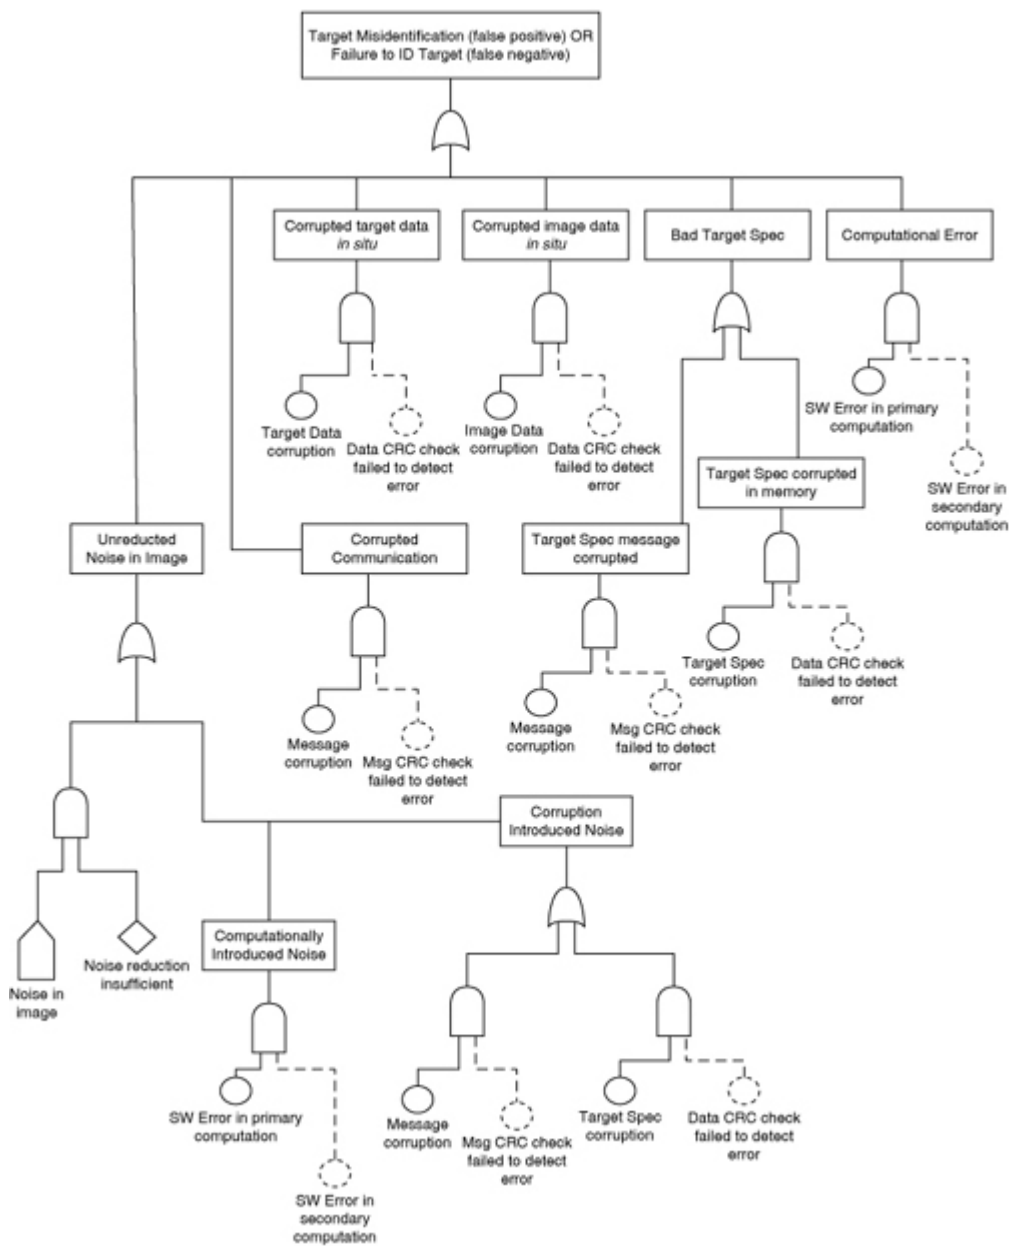 Target Misidentification (false positive) OR
Failure to ID Target (false negative)
Corrupted target data
in situ
Corrupted image data
in situ
Bad Target Spec
Computational Error
Target Data
corruption
Data CRC check
failed to detect
error
Image Data
corruption
Data CRC check
failed to detect
error
SW Error in primary
computation
SW Error in
secondary
computation
Target Spec corrupted
in memory
Unreducted
Noise in Image
Corrupted
Communication
Target Spec message
corrupted
Target Spec
corruption
Data CRC check
failed to detect
error
Message
corruption
Msg CRC check
failed to detect
error
Message
corruption
Msg CRC check
failed to detect
error
Corruption
Introduced Noise
Computationally
Introduced Noise
Noise in
image
Noise reduction
insufficient
SW Error in primary
computation
SW Error in
secondary
computation
Message
corruption
Msg CRC check
failed to detect
error
Target Spec
corruption
Data CRC check
failed to detect
error